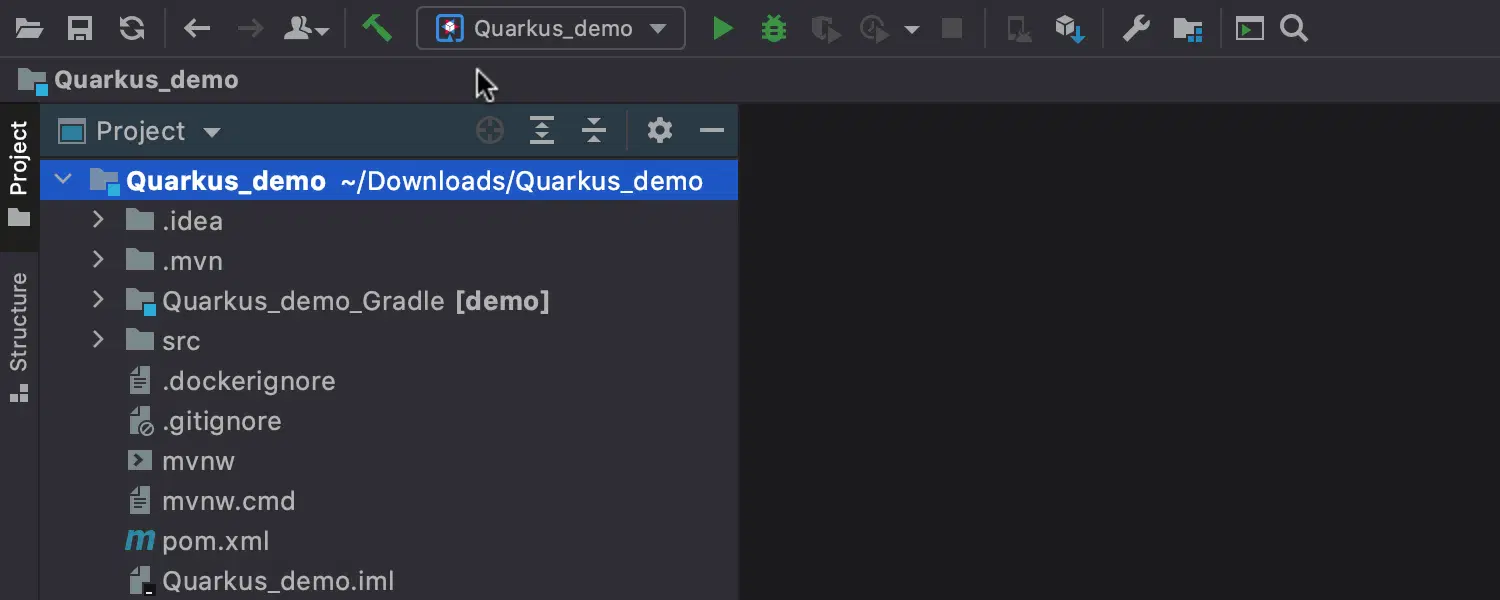 Quarkus_demo
Quarkus_demo
Project
Structure
Project
Quarkus_demo ~/Downloads/Quarkus_demo
.idea
.mvn
Quarkus_demo_Gradle [demo]
src
.dockerignore
.gitignore
mvnw
mvnw.cmd
pom.xml
Quarkus_demo.iml